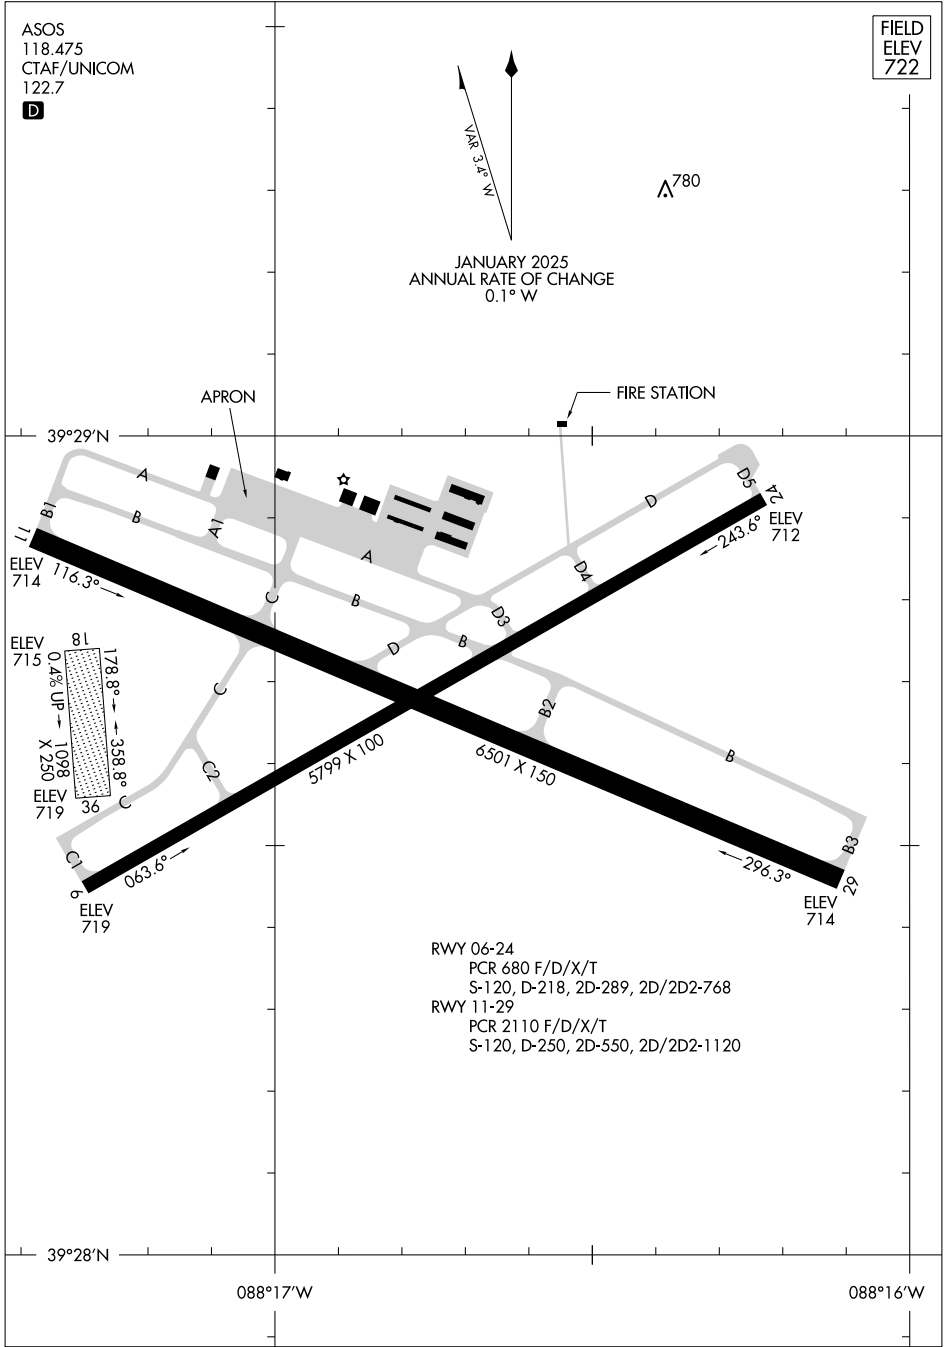 ASOS
118.475
CTAF/UNICOM
122.7
D
FIELD
ELEV
722
VAR 3.4° W
780
JANUARY 2025
ANNUAL RATE OF CHANGE
0.1° W
APRON
FIRE STATION
39°29'N
A
B1
B
A1
A
C
B
D
D5
24
ELEV
712
243.6°
D4
D3
B
D
11
ELEV
714
116.3°
ELEV
715
18
178.8°
358.8°
0.4% UP
1098
X 250
ELEV
719
36
C
C2
C
C1
6
ELEV
719
063.6°
5799 X 100
6501 X 150
B2
B
B3
296.3°
29
ELEV
714
RWY 06-24
PCR 680 F/D/X/T
S-120, D-218, 2D-289, 2D/2D2-768
RWY 11-29
PCR 2110 F/D/X/T
S-120, D-250, 2D-550, 2D/2D2-1120
39°28'N
088°17'W
088°16'W